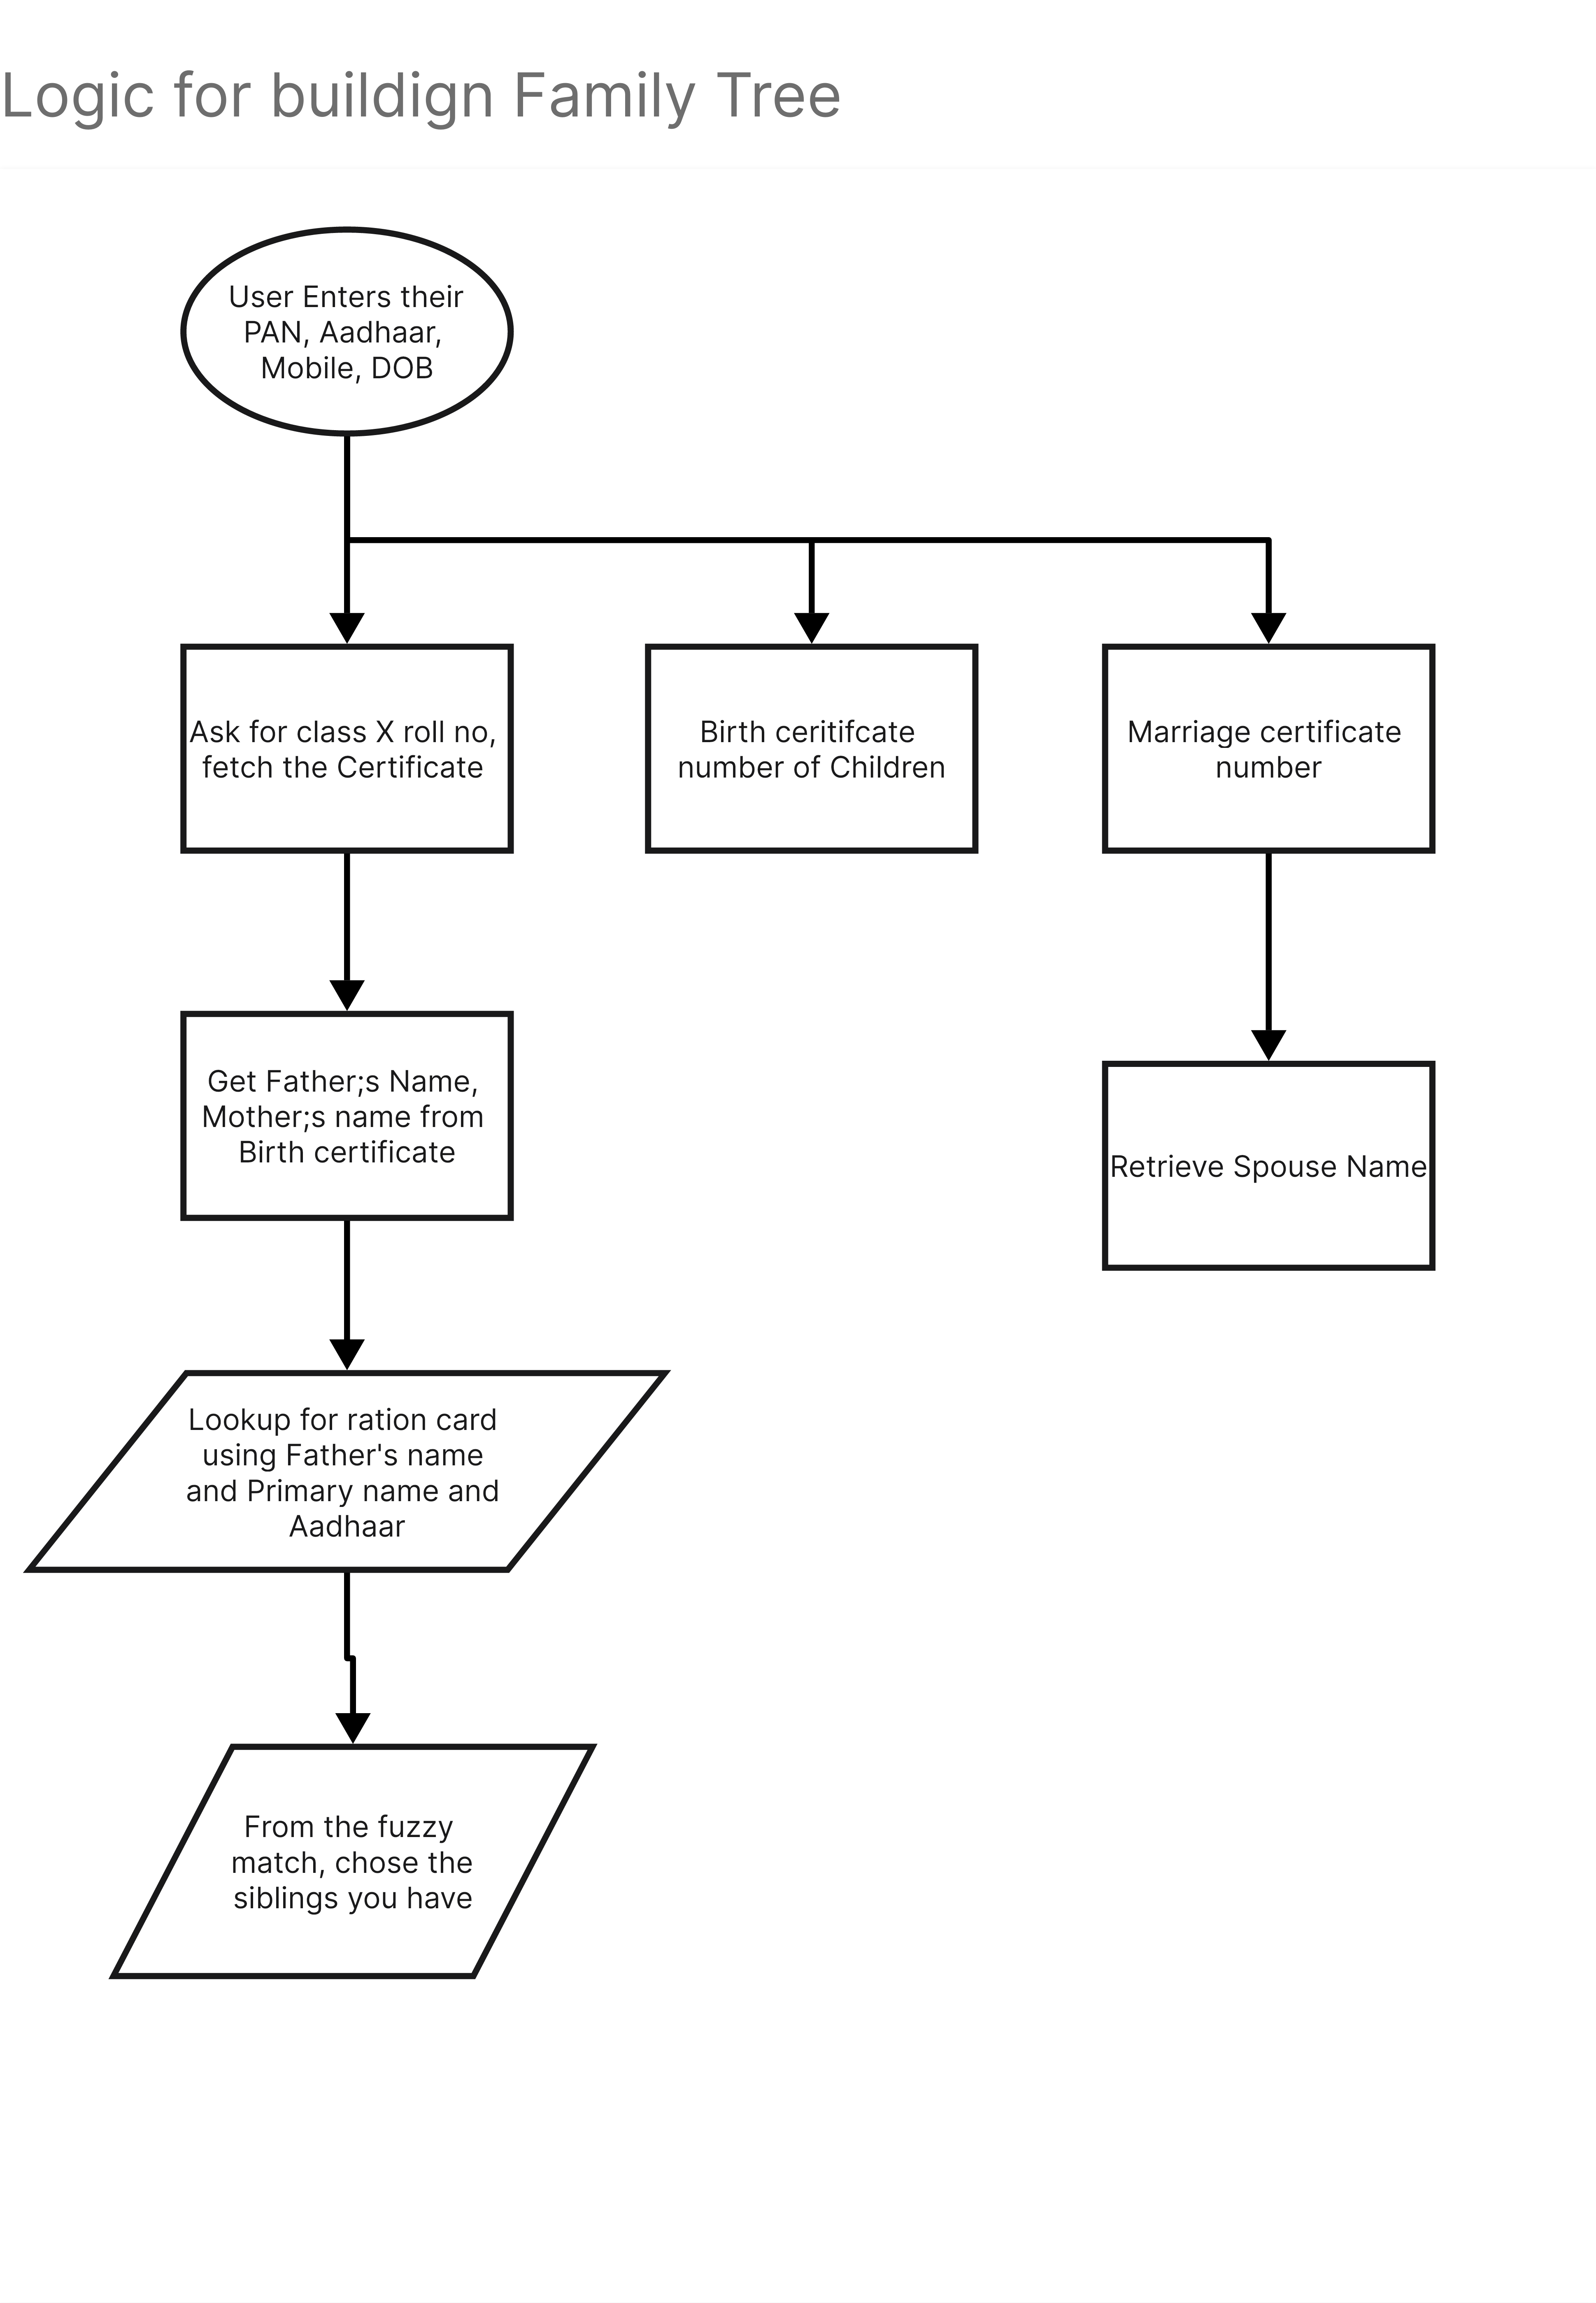 Logic for buildign Family Tree
User Enters their
PAN, Aadhaar,
Mobile, DOB
Ask for class X roll no,
fetch the Certificate
Birth ceritifcate
number of Children
Marriage certificate
number
Get Father;s Name,
Mother;s name from
Birth certificate
Retrieve Spouse Name
Lookup for ration card
using Father's name
and Primary name and
Aadhaar
From the fuzzy
match, chose the
siblings you have